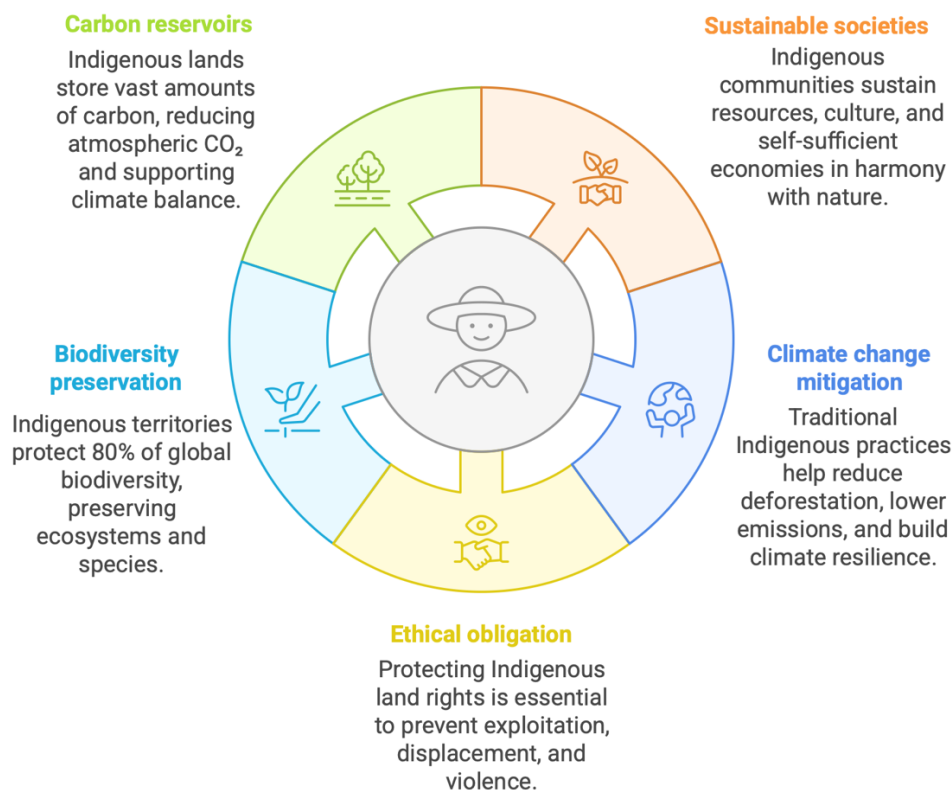 Carbon reservoirs
Indigenous lands
store vast amounts
of carbon, reducing
atmospheric CO₂
and supporting
climate balance.
Sustainable societies
Indigenous
communities sustain
resources, culture, and
self-sufficient
economies in harmony
with nature.
Biodiversity
preservation
Indigenous territories
protect 80% of global
biodiversity,
preserving
ecosystems and
species.
Climate change
mitigation
Traditional
Indigenous practices
help reduce
deforestation, lower
emissions, and build
climate resilience.
Ethical obligation
Protecting Indigenous
land rights is essential
to prevent exploitation,
displacement, and
violence.